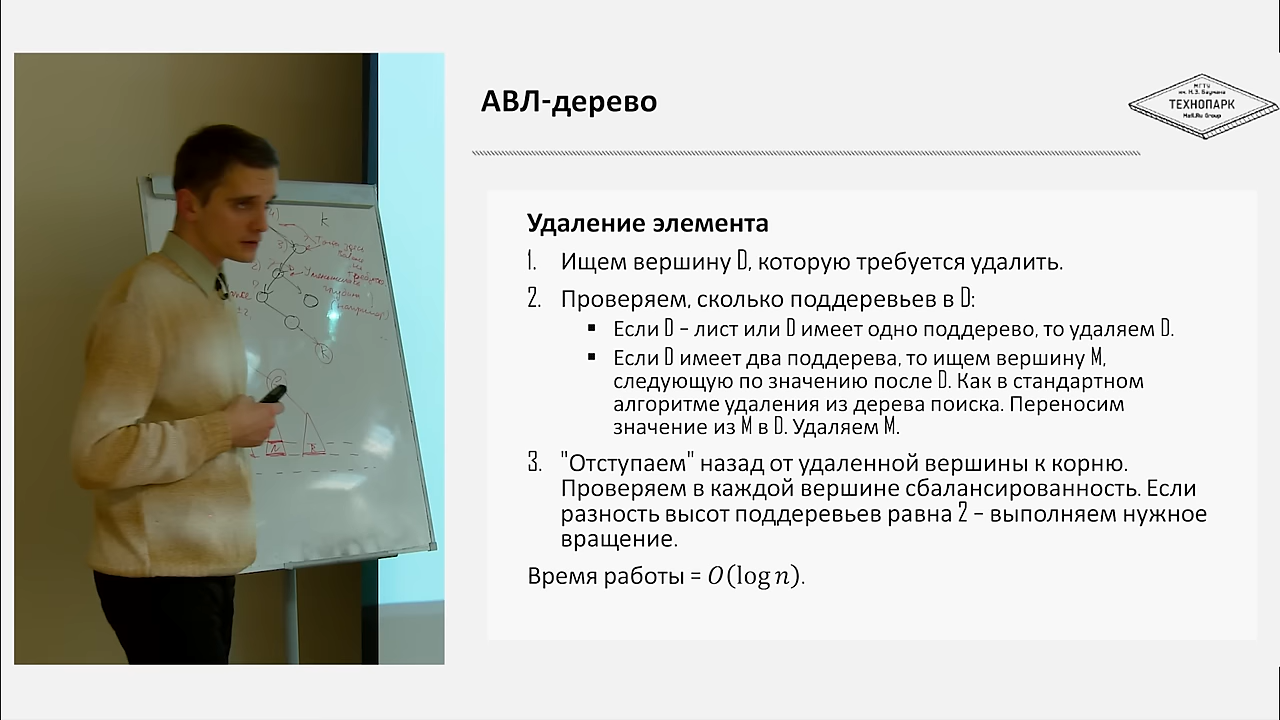 АВЛ-дерево
МГТУ
им. Н.Э. Баумана
ТЕХНОПАРК
Mail.Ru Group
Удаление элемента
1. Ищем вершину D, которую требуется удалить.
2. Проверяем, сколько поддеревьев в D:
▪ Если D – лист или D имеет одно поддерево, то удаляем D.
▪ Если D имеет два поддерева, то ищем вершину M,
следующую по значению после D. Как в стандартном
алгоритме удаления из дерева поиска. Переносим
значение из M в D. Удаляем M.
3. "Отступаем" назад от удаленной вершины к корню.
Проверяем в каждой вершине сбалансированность. Если
разность высот поддеревьев равна 2 – выполняем нужное
вращение.
Время работы = O(log n).
k
k